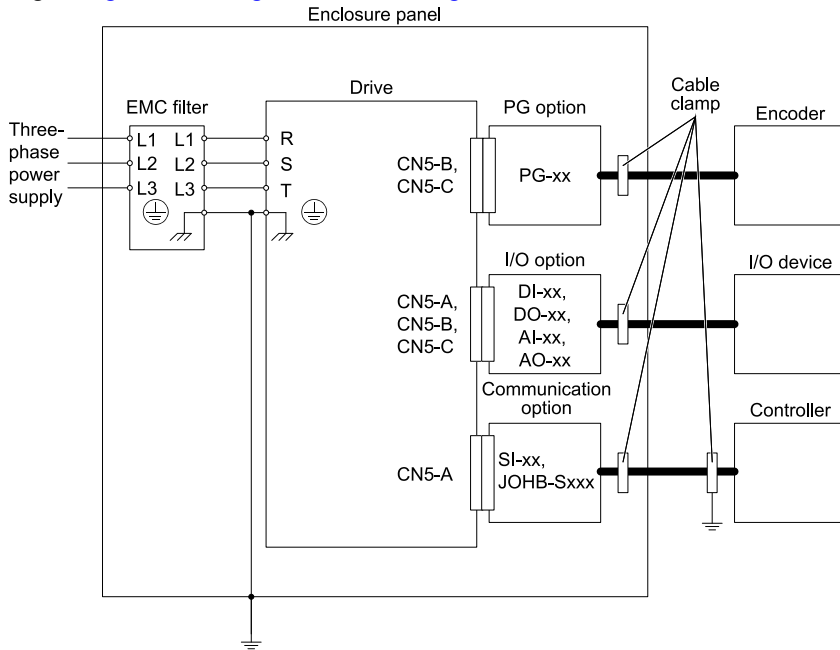 Enclosure panel
Drive
EMC filter
Three-
phase
power
supply
L1 L1
L2 L2
L3 L3
R
S
T
CN5-B,
CN5-C
PG option
PG-xx
Cable
clamp
Encoder
I/O option
CN5-A,
CN5-B,
CN5-C
DI-xx,
DO-xx,
AI-xx,
AO-xx
I/O device
Communication
option
CN5-A
SI-xx,
JOHB-Sxxx
Controller